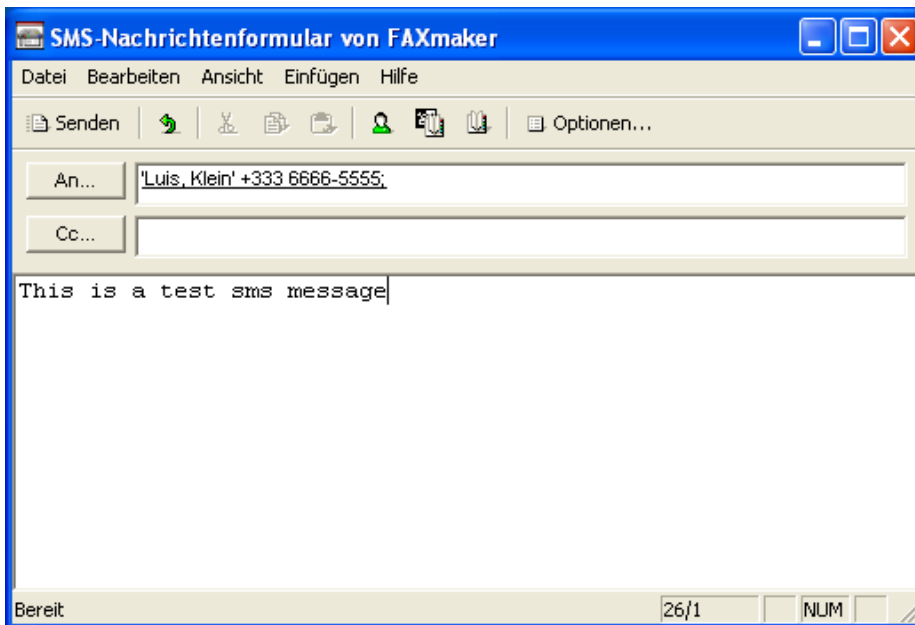 SMS-Nachrichtenformular von FAXmaker
Datei Bearbeiten Ansicht Einfügen Hilfe
Senden Optionen...
An... 'Luis, Klein' +333 6666-5555;
Cc...
This is a test sms message
Bereit 26/1 NUM